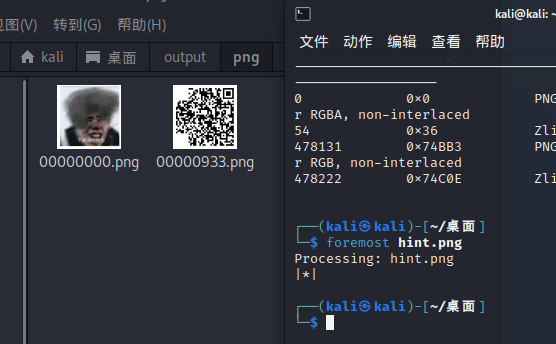 视图(V) 转到(G) 帮助(H)
kali 桌面 output png
00000000.png 00000933.png
kali@kali: ~
文件 动作 编辑 查看 帮助
0 0×0 PNG
r RGBA, non-interlaced
54 0×36 Zli
478131 0×74BB3 PNG
r RGB, non-interlaced
478222 0×74C0E Zli
┌──(kali㉿kali)-[~/桌面]
└─$ foremost hint.png
Processing: hint.png
|*|
┌──(kali㉿kali)-[~/桌面]
└─$